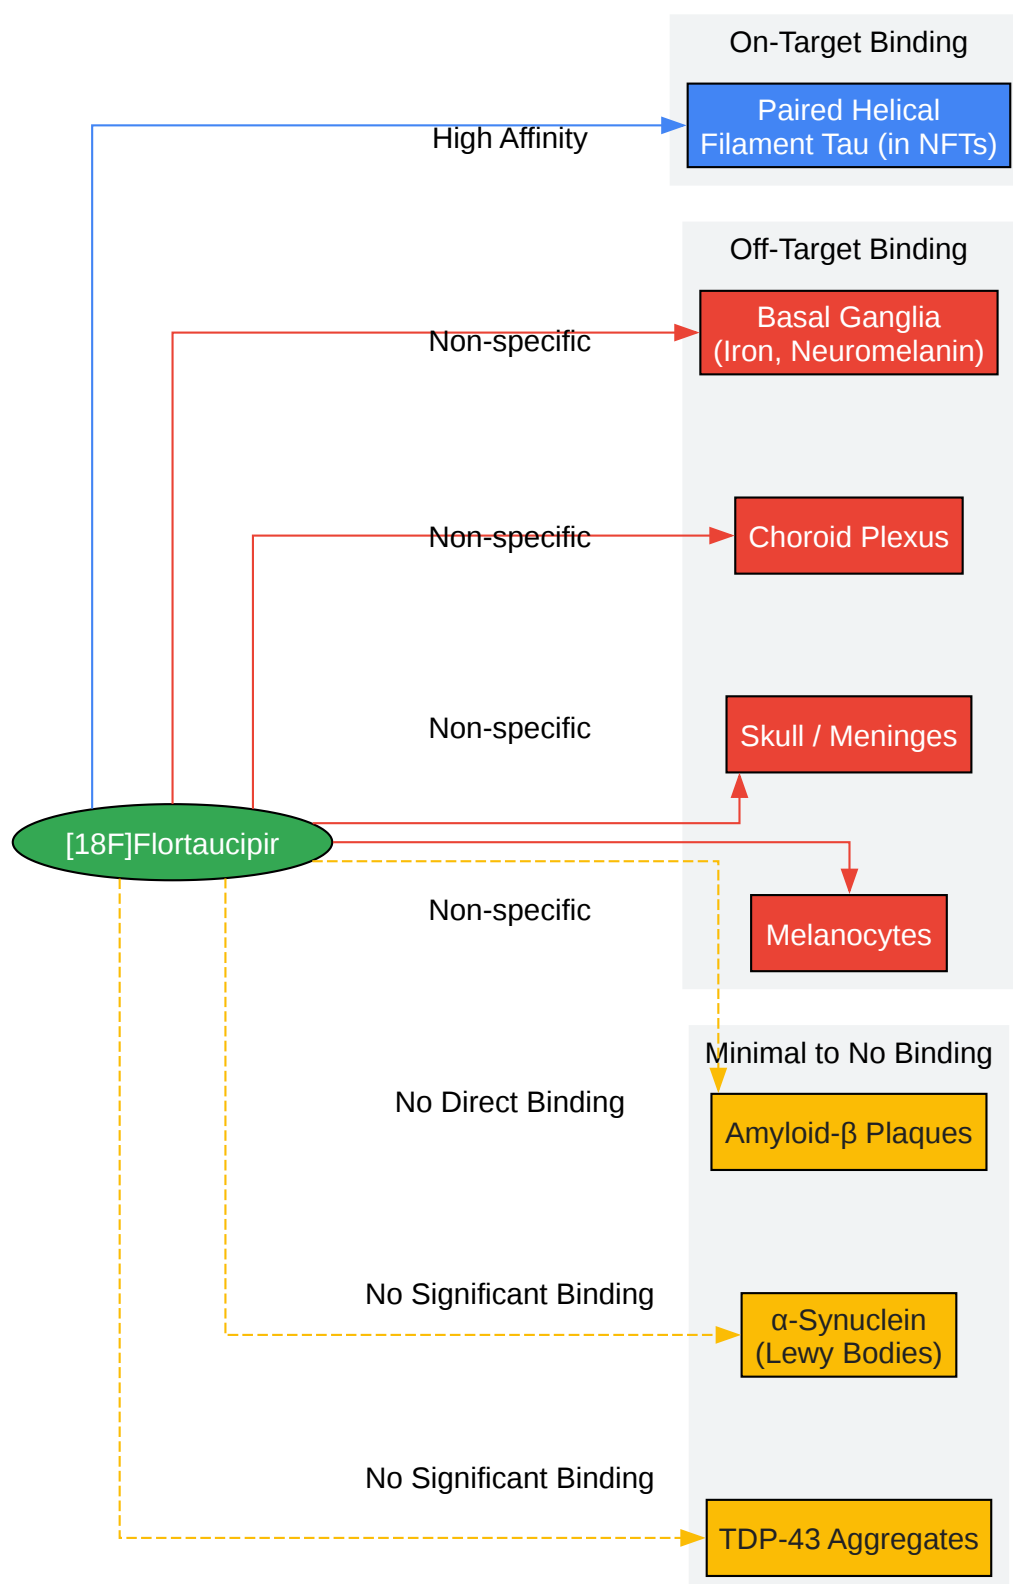 On-Target Binding
Paired Helical
Filament Tau (in NFTs)
High Affinity
Off-Target Binding
Basal Ganglia
(Iron, Neuromelanin)
Non-specific
Non-specific
Choroid Plexus
Non-specific
Skull / Meninges
[18F]Flortaucipir
Non-specific
Melanocytes
Minimal to No Binding
No Direct Binding
Amyloid-β Plaques
No Significant Binding
α-Synuclein
(Lewy Bodies)
No Significant Binding
TDP-43 Aggregates